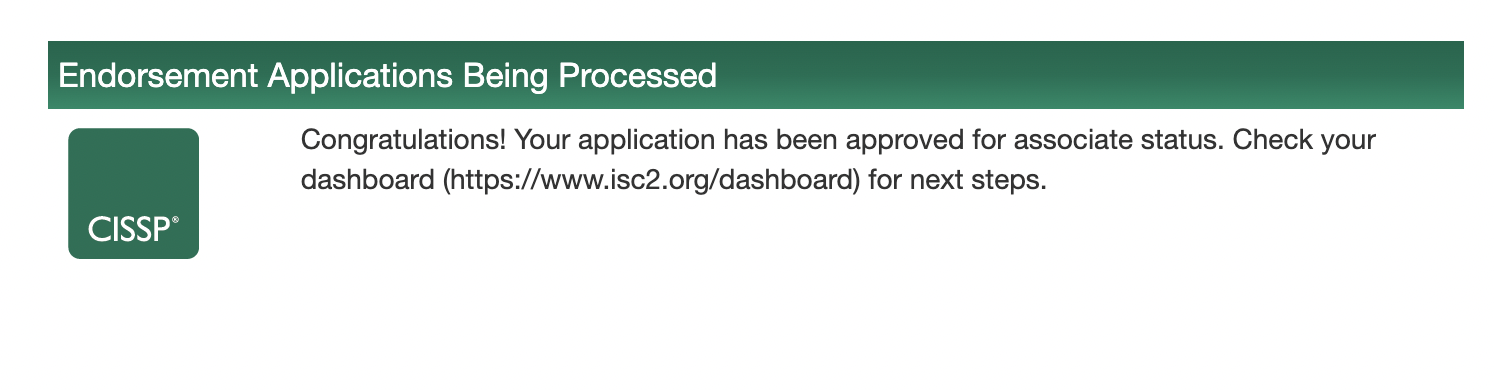 Endorsement Applications Being Processed
Congratulations! Your application has been approved for associate status. Check your
dashboard (https://www.isc2.org/dashboard) for next steps.
CISSP®